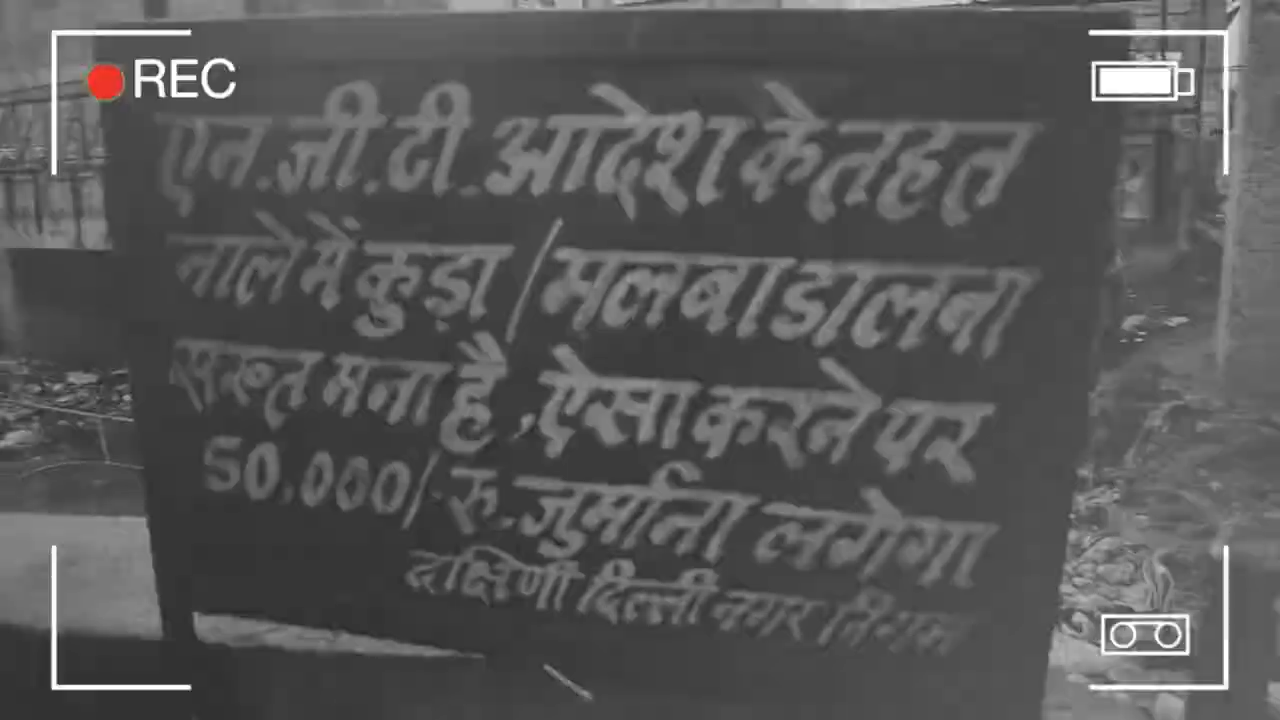 REC
एन.जी.टी. आदेश के तहत
नाले में कुड़ा / मलबा डालना
सख्त मना है, ऐसा करने पर
50,000/- रु. जुर्माना लगेगा
दक्षिणी दिल्ली नगर निगम